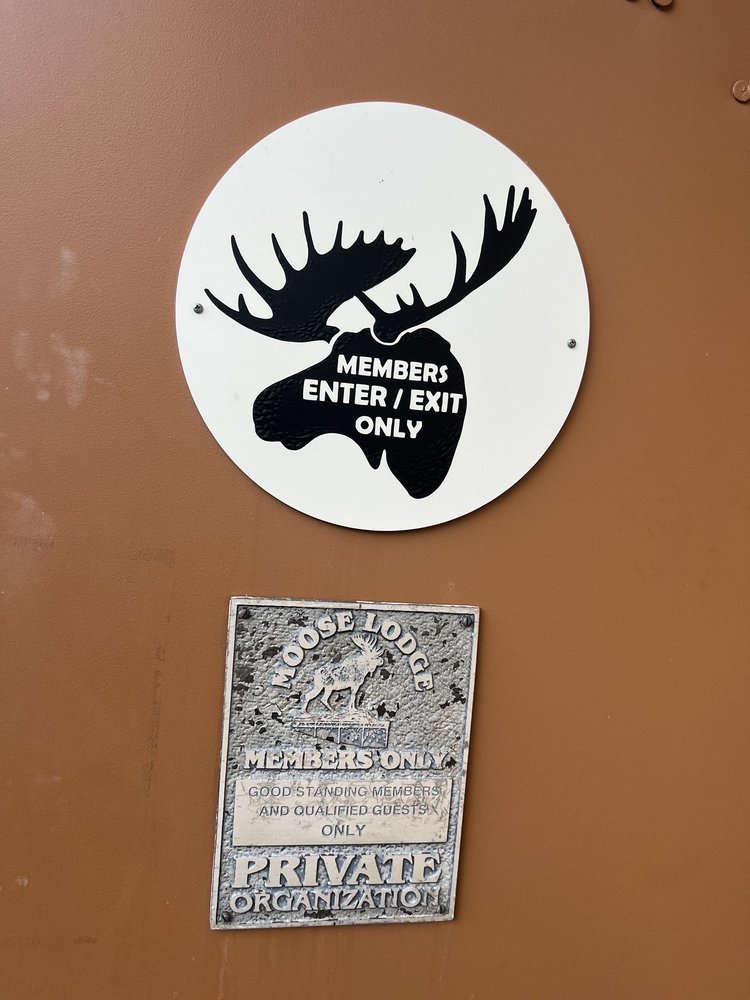 MEMBERS
ENTER / EXIT
ONLY
MOOSE LODGE
MEMBERS ONLY
GOOD STANDING MEMBERS
AND QUALIFIED GUESTS
ONLY
PRIVATE
ORGANIZATION